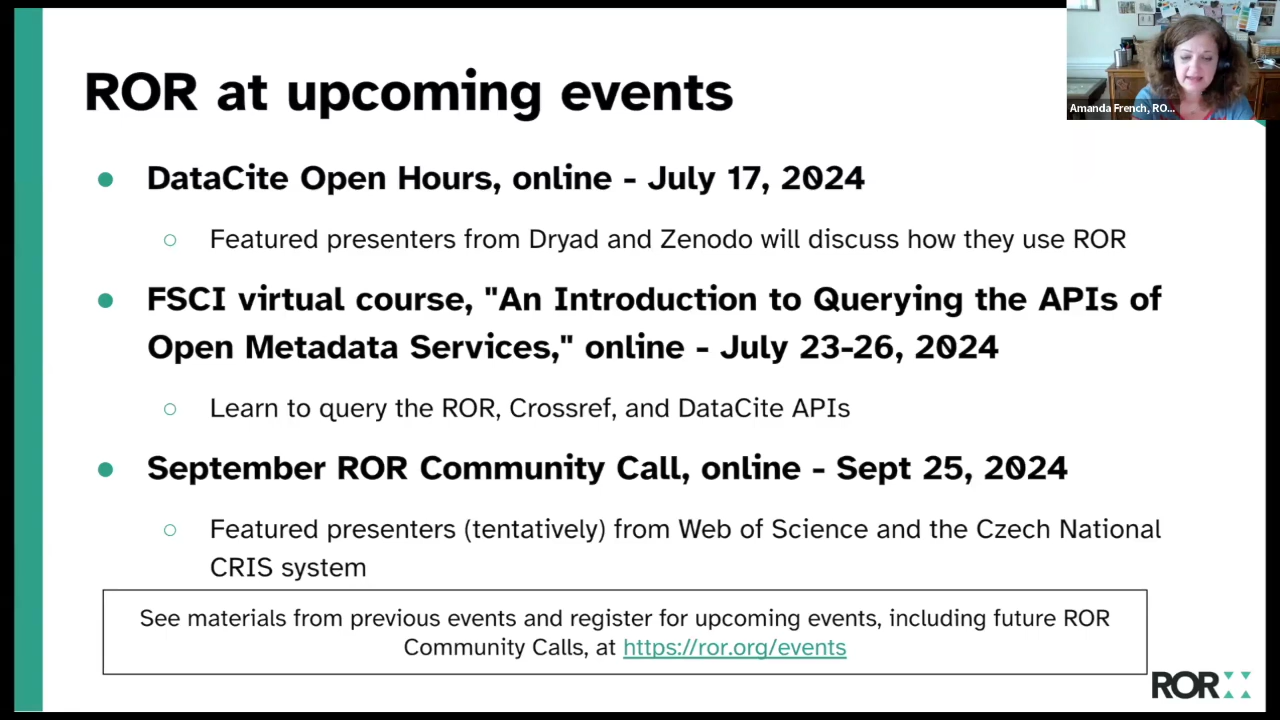 ROR at upcoming events
Amanda French, RO...
● DataCite Open Hours, online - July 17, 2024
○ Featured presenters from Dryad and Zenodo will discuss how they use ROR
● FSCI virtual course, "An Introduction to Querying the APIs of
Open Metadata Services," online - July 23-26, 2024
○ Learn to query the ROR, Crossref, and DataCite APIs
● September ROR Community Call, online - Sept 25, 2024
○ Featured presenters (tentatively) from Web of Science and the Czech National
CRIS system
See materials from previous events and register for upcoming events, including future ROR
Community Calls, at https://ror.org/events
ROR